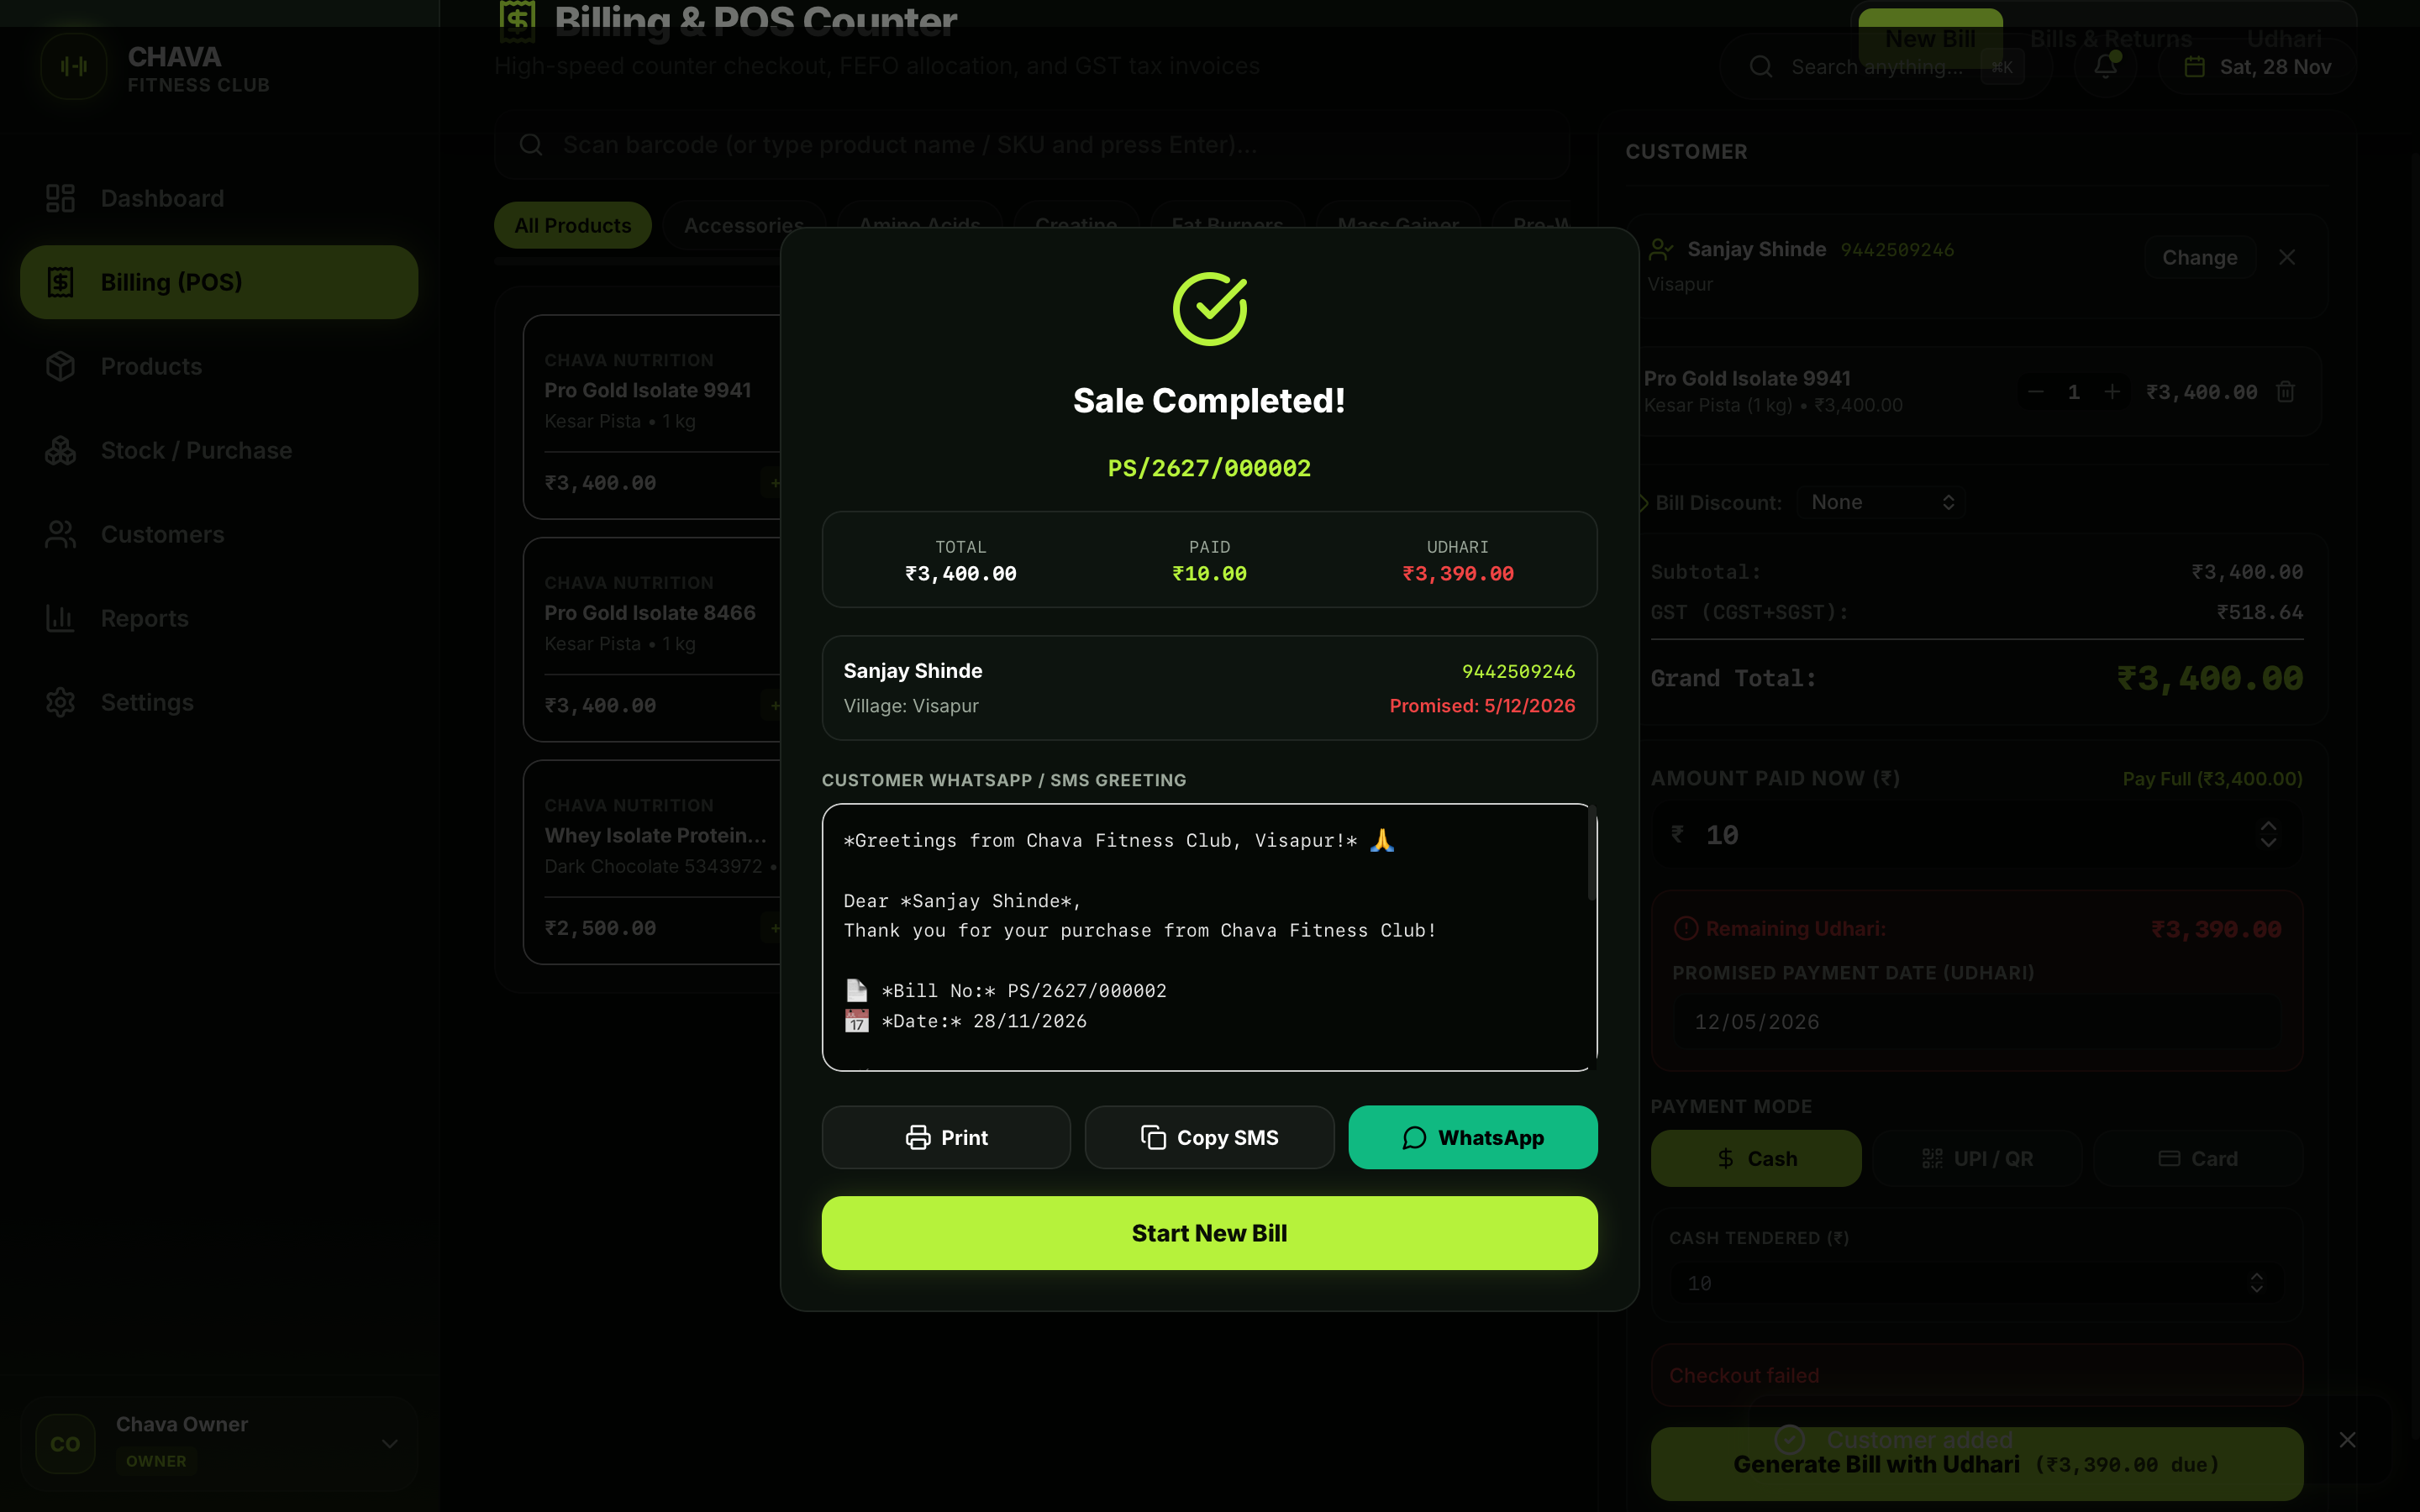 CHAVA
FITNESS CLUB
Dashboard
Billing (POS)
Products
Stock / Purchase
Customers
Reports
Settings
CO
Chava Owner
OWNER
Billing & POS Counter
High-speed counter checkout, FEFO allocation, and GST tax invoices
New Bill
Bills & Returns
Udhari
Search anything...
⌘K
Sat, 28 Nov
Scan barcode (or type product name / SKU and press Enter)...
All Products
Accessories
Amino Acids
Creatine
Fat Burners
Mass Gainer
Pre-W
CHAVA NUTRITION
Pro Gold Isolate 9941
Kesar Pista • 1 kg
₹3,400.00
+
CHAVA NUTRITION
Pro Gold Isolate 8466
Kesar Pista • 1 kg
₹3,400.00
+
CHAVA NUTRITION
Whey Isolate Protein...
Dark Chocolate 5343972 •
₹2,500.00
+
Sale Completed!
PS/2627/000002
TOTAL
₹3,400.00
PAID
₹10.00
UDHARI
₹3,390.00
Sanjay Shinde
9442509246
Village: Visapur
Promised: 5/12/2026
CUSTOMER WHATSAPP / SMS GREETING
*Greetings from Chava Fitness Club, Visapur!* 🙏
Dear *Sanjay Shinde*,
Thank you for your purchase from Chava Fitness Club!
📄 *Bill No:* PS/2627/000002
📅 *Date:* 28/11/2026
Print
Copy SMS
WhatsApp
Start New Bill
CUSTOMER
Sanjay Shinde 9442509246
Visapur
Change
Pro Gold Isolate 9941
Kesar Pista (1 kg) • ₹3,400.00
1
₹3,400.00
Bill Discount:
None
Subtotal:
₹3,400.00
GST (CGST+SGST):
₹518.64
Grand Total:
₹3,400.00
AMOUNT PAID NOW (₹)
Pay Full (₹3,400.00)
₹ 10
Remaining Udhari:
₹3,390.00
PROMISED PAYMENT DATE (UDHARI)
12/05/2026
PAYMENT MODE
Cash
UPI / QR
Card
CASH TENDERED (₹)
10
Checkout failed
Customer added
Generate Bill with Udhari (₹3,390.00 due)